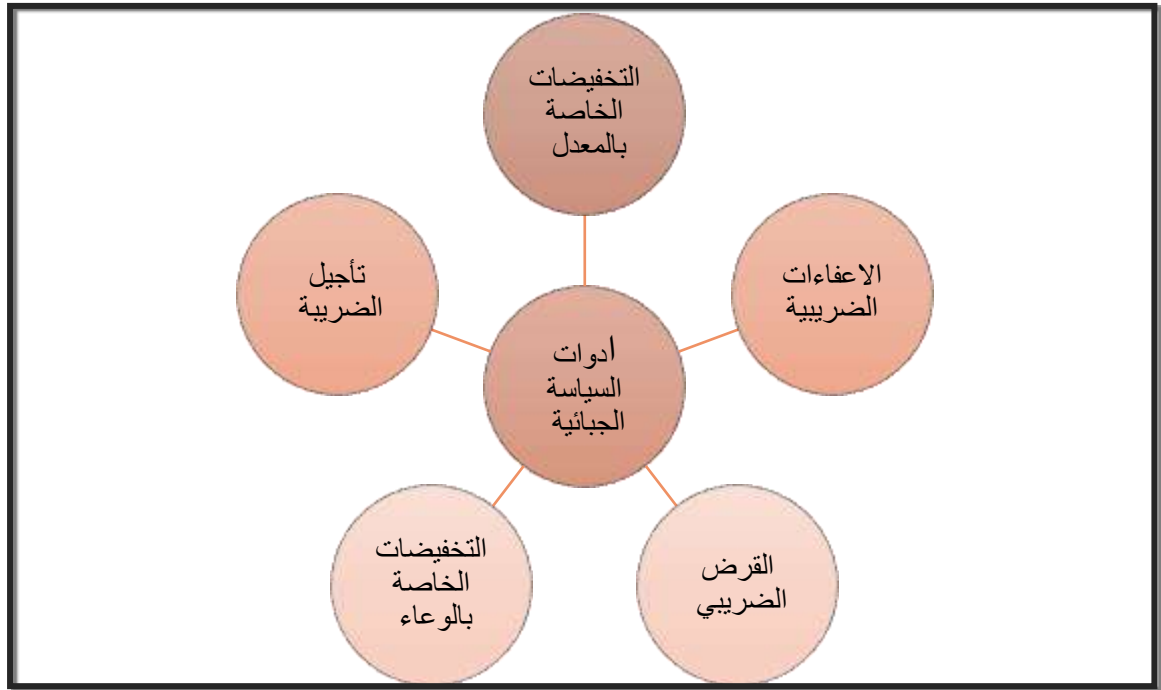 التخفيضات
الخاصة
بالمعدل
الاعفاءات
الضريبية
تأجيل
الضريبة
أدوات
السياسة
الجبائية
القرض
الضريبي
التخفيضات
الخاصة
بالوعاء